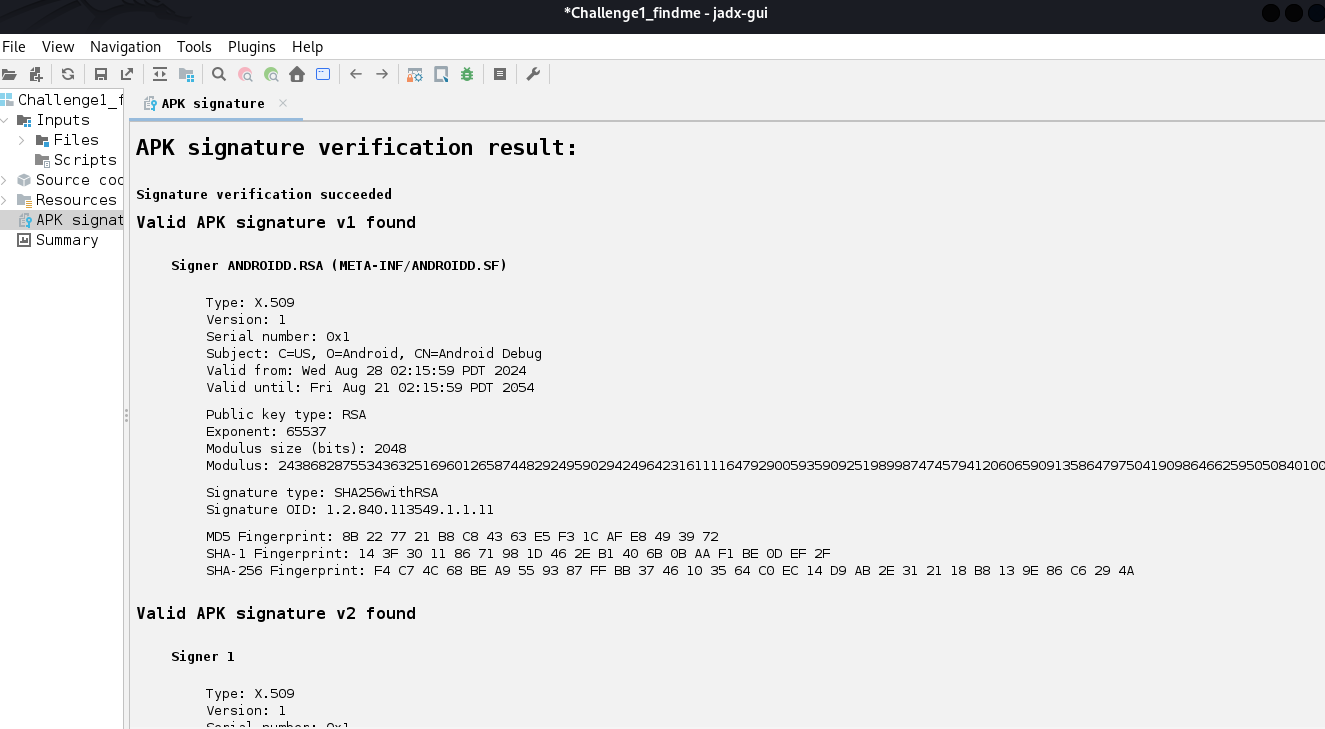 *Challenge1_findme - jadx-gui
File View Navigation Tools Plugins Help
Challenge1_f
Inputs
Files
Scripts
Source coc
Resources
APK signat
Summary
APK signature
APK signature verification result:
Signature verification succeeded
Valid APK signature v1 found
Signer ANDROIDD.RSA (META-INF/ANDROIDD.SF)
Type: X.509
Version: 1
Serial number: 0x1
Subject: C=US, O=Android, CN=Android Debug
Valid from: Wed Aug 28 02:15:59 PDT 2024
Valid until: Fri Aug 21 02:15:59 PDT 2054
Public key type: RSA
Exponent: 65537
Modulus size (bits): 2048
Modulus: 24386828755343632516960126587448292495902942496423161111647929005935909251989987474579412060659091358647975041909864662595050840100
Signature type: SHA256withRSA
Signature OID: 1.2.840.113549.1.1.11
MD5 Fingerprint: 8B 22 77 21 B8 C8 43 63 E5 F3 1C AF E8 49 39 72
SHA-1 Fingerprint: 14 3F 30 11 86 71 98 1D 46 2E B1 40 6B 0B AA F1 BE 0D EF 2F
SHA-256 Fingerprint: F4 C7 4C 68 BE A9 55 93 87 FF BB 37 46 10 35 64 C0 EC 14 D9 AB 2E 31 21 18 B8 13 9E 86 C6 29 4A
Valid APK signature v2 found
Signer 1
Type: X.509
Version: 1
Serial number: 0x1